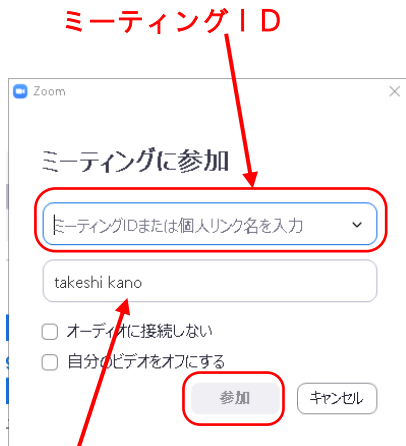 ミーティングＩＤ
Zoom
ミーティングに参加
ミーティングIDまたは個人リンク名を入力
takeshi kano
オーディオに接続しない
自分のビデオをオフにする
参加
キャンセル